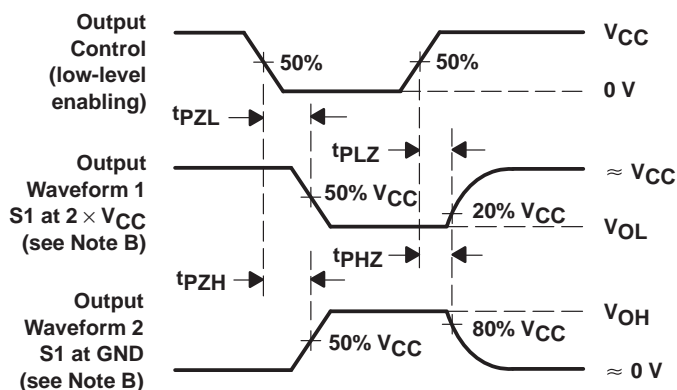 Output
Control
(low-level
enabling)
50%
50%
VCC
0 V
tPZL
tPLZ
Output
Waveform 1
S1 at 2 × VCC
(see Note B)
50% VCC
20% VCC
≈ VCC
VOL
tPZH
tPHZ
Output
Waveform 2
S1 at GND
(see Note B)
50% VCC
80% VCC
VOH
≈ 0 V